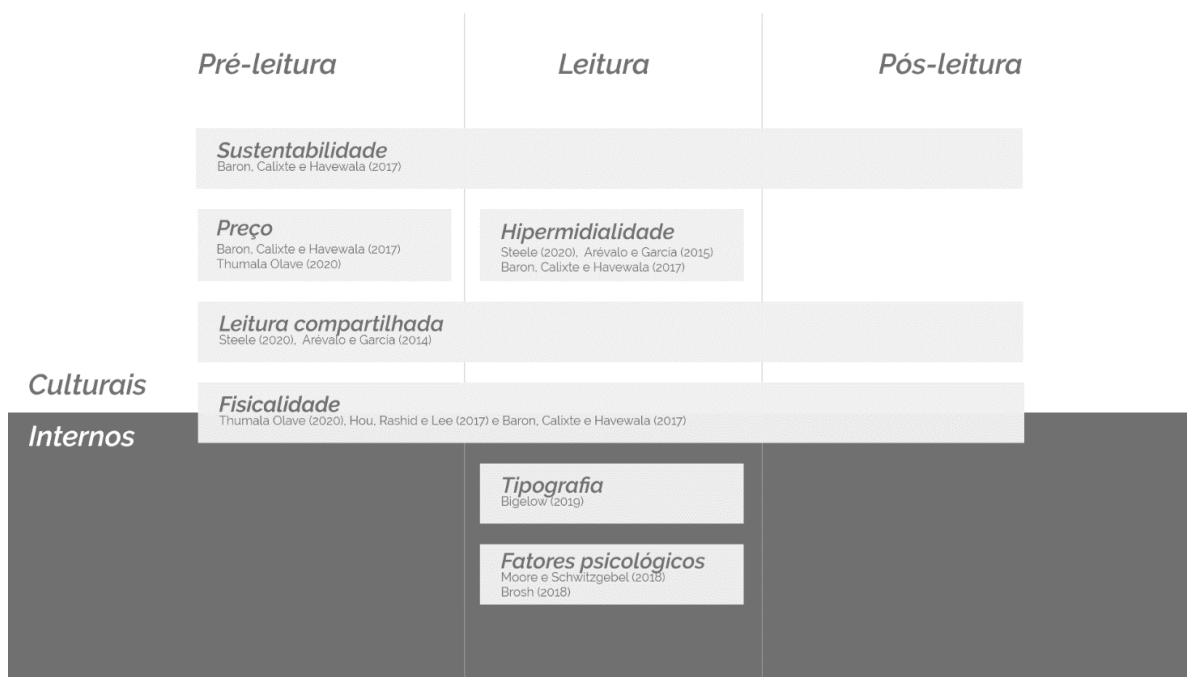 Pré-leitura
Leitura
Pós-leitura
Sustentabilidade
Baron, Calixte e Havewala (2017)
Preço
Baron, Calixte e Havewala (2017)
Thumala Olave (2020)
Hipermidialidade
Steele (2020), Arévalo e García (2015)
Baron, Calixte e Havewala (2017)
Leitura compartilhada
Steele (2020), Arévalo e García (2014)
Culturais
Fisicalidade
Thumala Olave (2020), Hou, Rashid e Lee (2017) e Baron, Calixte e Havewala (2017)
Internos
Tipografia
Bigelow (2019)
Fatores psicológicos
Moore e Schwitzgebel (2018)
Brosh (2018)